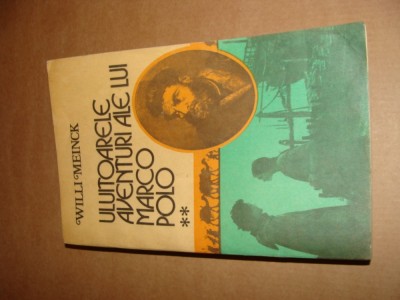 WILLI MEINCK
ULUITOARELE
AVENTURI ALE LUI
MARCO
POLO
**